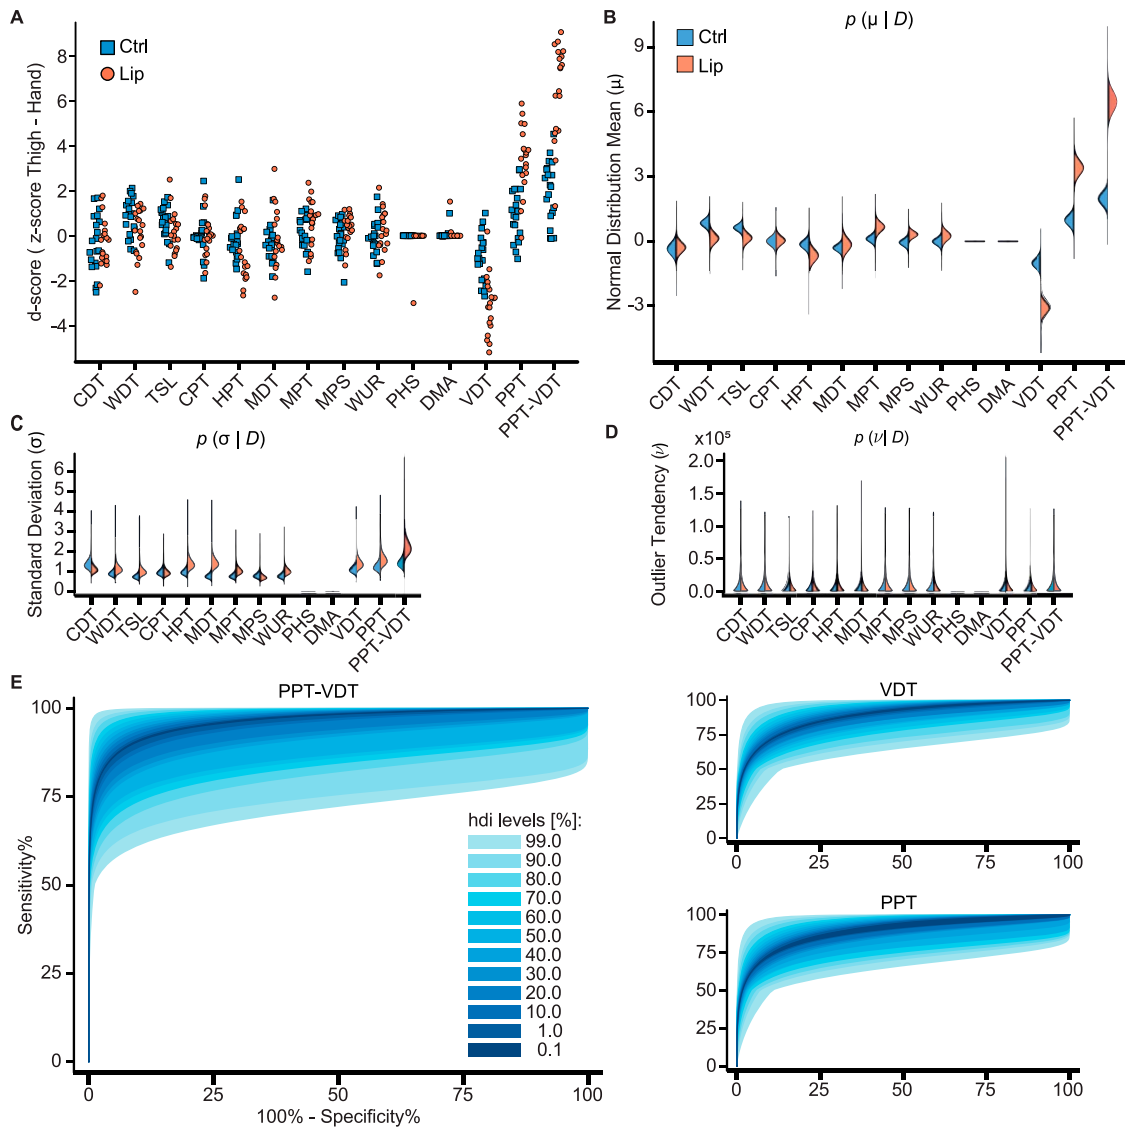 A
Ctrl
Lip
d-score ( z-score Thigh - Hand)
8
6
4
2
0
-2
-4
CDT
WDT
TSL
CPT
HPT
MDT
MPT
MPS
WUR
PHS
DMA
VDT
PPT
PPT-VDT
B
p (μ | D)
Ctrl
Lip
Normal Distribution Mean (μ)
9
6
3
0
-3
CDT
WDT
TSL
CPT
HPT
MDT
MPT
MPS
WUR
PHS
DMA
VDT
PPT
PPT-VDT
C
p (σ | D)
Standard Deviation (σ)
6
5
4
3
2
1
0
CDT
WDT
TSL
CPT
HPT
MDT
MPT
MPS
WUR
PHS
DMA
VDT
PPT
PPT-VDT
D
p (ν| D)
x10⁵
Outlier Tendency (ν)
2.0
1.5
1.0
0.5
0.0
CDT
WDT
TSL
CPT
HPT
MDT
MPT
MPS
WUR
PHS
DMA
VDT
PPT
PPT-VDT
E
PPT-VDT
Sensitivity%
100
75
50
25
0
hdi levels [%]:
99.0
90.0
80.0
70.0
60.0
50.0
40.0
30.0
20.0
10.0
1.0
0.1
0
25
50
75
100
100% - Specificity%
VDT
100
75
50
25
0
0
25
50
75
100
PPT
100
75
50
25
0
0
25
50
75
100